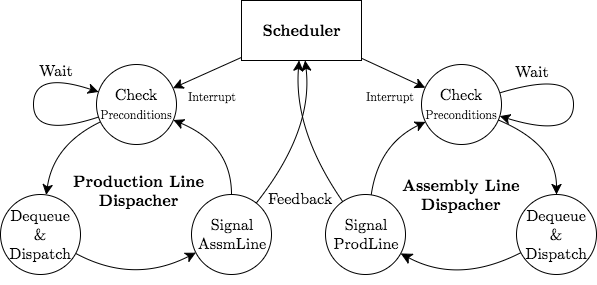 Scheduler
Wait
Wait
Check
Preconditions
Interrupt
Interrupt
Check
Preconditions
Production Line
Dispacher
Assembly Line
Dispacher
Feedback
Dequeue
&
Dispatch
Signal
AssmLine
Signal
ProdLine
Dequeue
&
Dispatch